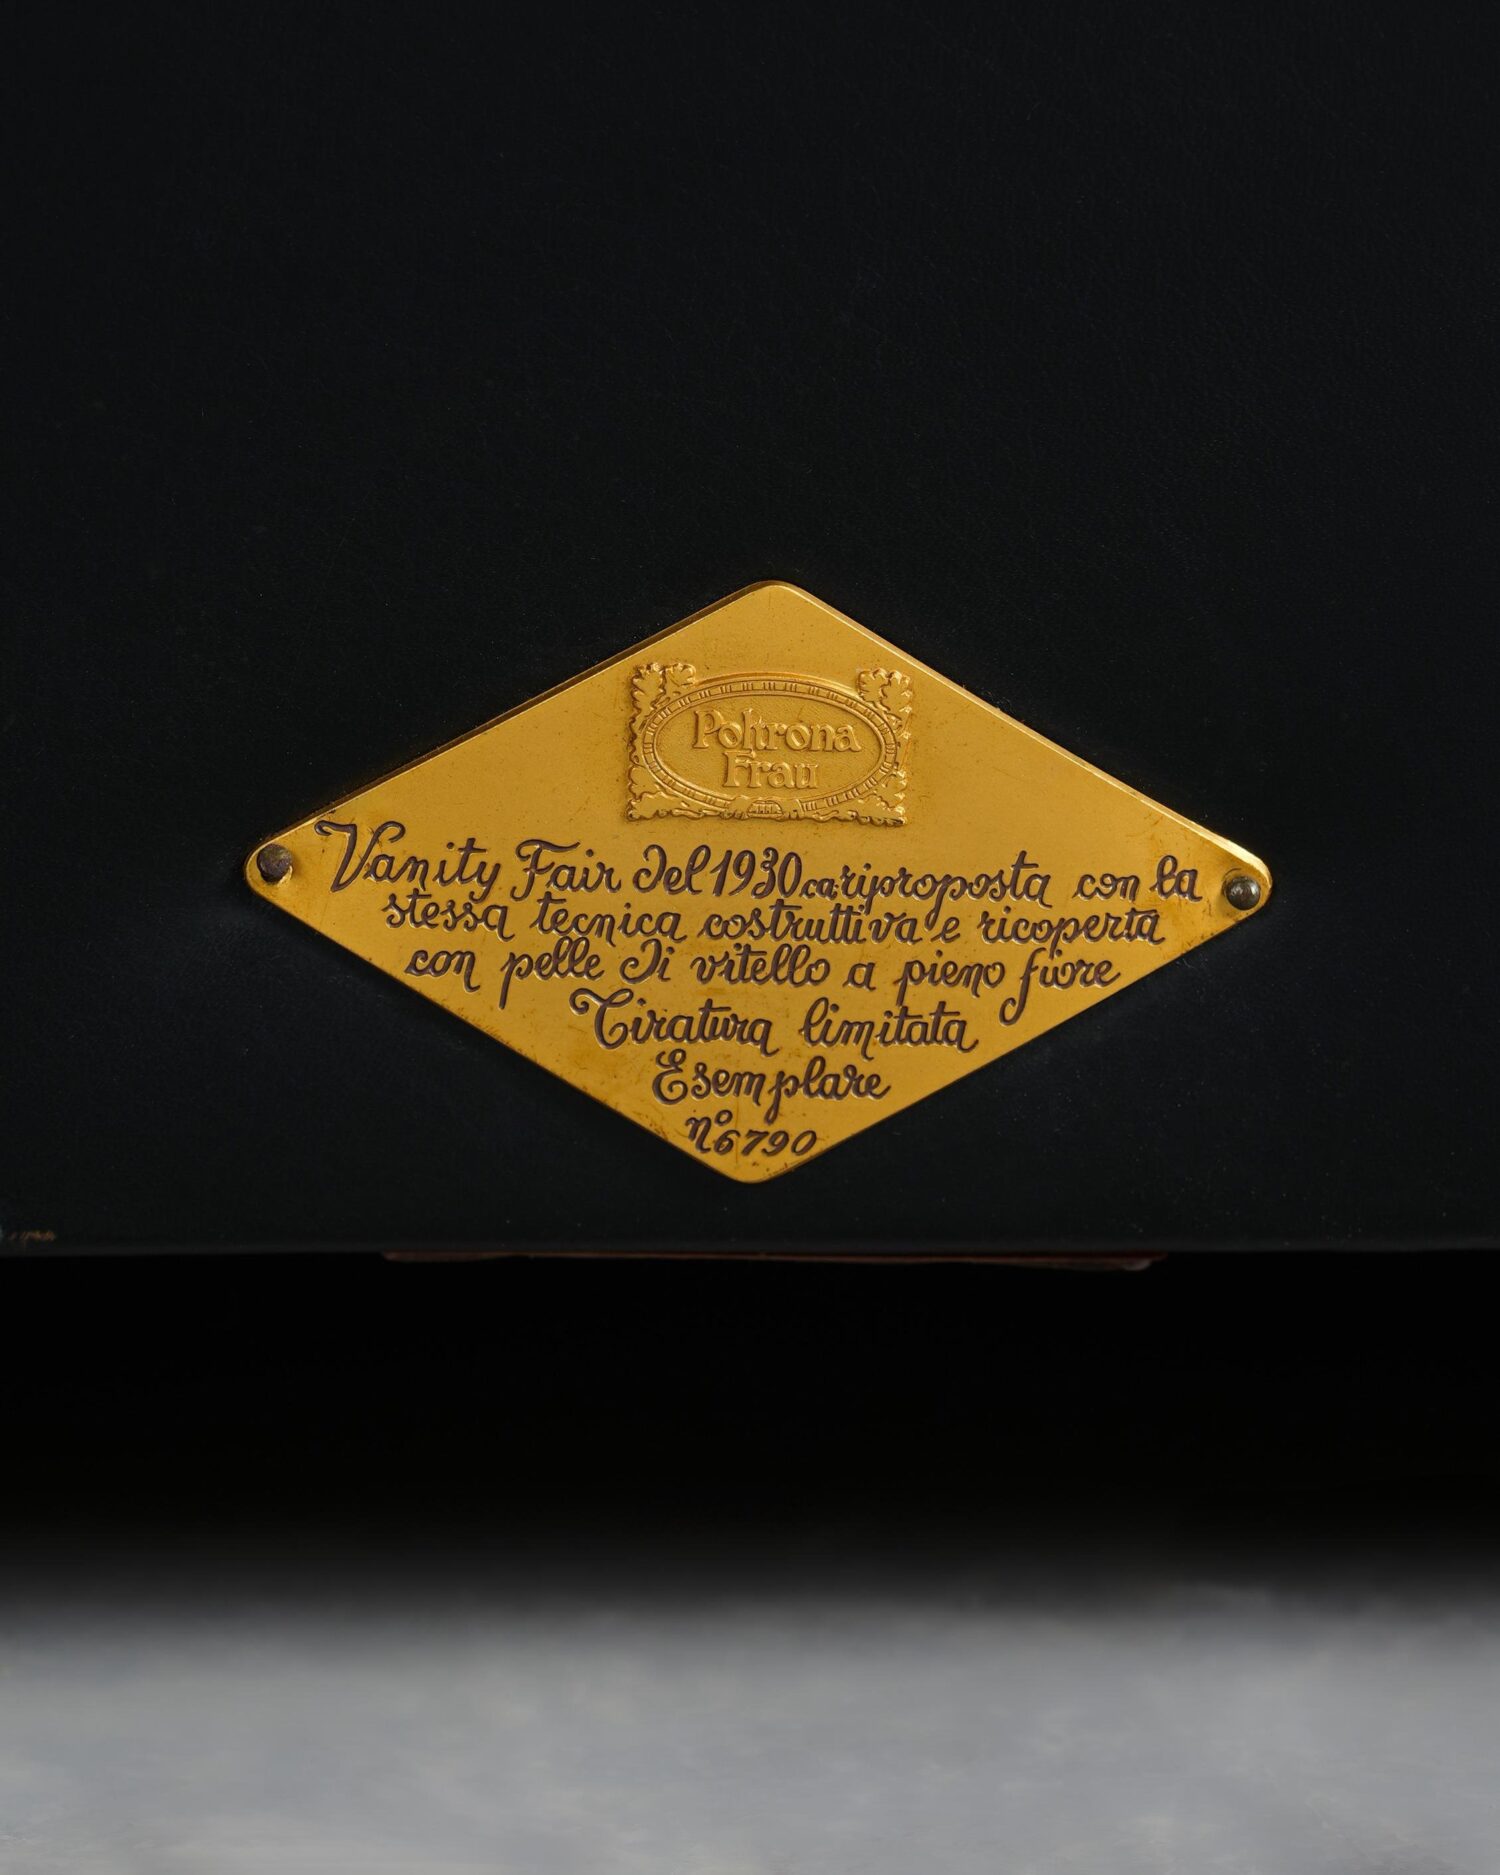 Poltrona
Frau
Vanity Fair del 1930 ca. riproposta con la
stessa tecnica costruttiva e ricoperta
con pelle di vitello a pieno fiore
Tiratura limitata
Esemplare
n° 6790